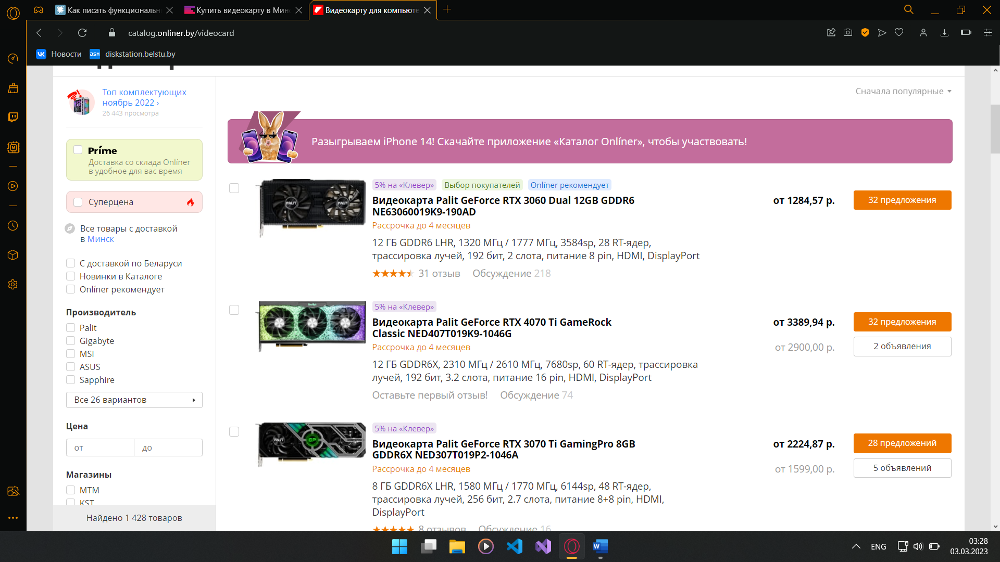 Как писать функциональн
Купить видеокарту в Мин
Видеокарту для компьюте
catalog.onliner.by/videocard
Новости
DSM
diskstation.belstu.by
Топ комплектующих
ноябрь 2022 ›
26 443 просмотра
Príme
Доставка со склада Onlíner
в удобное для вас время
Суперцена
Все товары с доставкой
в Минск
С доставкой по Беларуси
Новинки в Каталоге
Onlíner рекомендует
Производитель
Palit
Gigabyte
MSI
ASUS
Sapphire
Все 26 вариантов
Цена
от
до
Магазины
МТМ
KST
Найдено 1 428 товаров
Сначала популярные
Разыгрываем iPhone 14! Скачайте приложение «Каталог Onlíner», чтобы участвовать!
5% на «Клевер» Выбор покупателей Onlíner рекомендует
Видеокарта Palit GeForce RTX 3060 Dual 12GB GDDR6
NE63060019K9-190AD
Рассрочка до 4 месяцев
12 ГБ GDDR6 LHR, 1320 МГц / 1777 МГц, 3584sp, 28 RT-ядер,
трассировка лучей, 192 бит, 2 слота, питание 8 pin, HDMI, DisplayPort
31 отзыв Обсуждение 218
от 1284,57 р.
32 предложения
5% на «Клевер»
Видеокарта Palit GeForce RTX 4070 Ti GameRock
Classic NED407T019K9-1046G
Рассрочка до 4 месяцев
12 ГБ GDDR6X, 2310 МГц / 2610 МГц, 7680sp, 60 RT-ядер, трассировка
лучей, 192 бит, 3.2 слота, питание 16 pin, HDMI, DisplayPort
Оставьте первый отзыв! Обсуждение 74
от 3389,94 р.
32 предложения
от 2900,00 р.
2 объявления
5% на «Клевер»
Видеокарта Palit GeForce RTX 3070 Ti GamingPro 8GB
GDDR6X NED307T019P2-1046A
Рассрочка до 4 месяцев
8 ГБ GDDR6X LHR, 1580 МГц / 1770 МГц, 6144sp, 48 RT-ядер,
трассировка лучей, 256 бит, 2.7 слота, питание 8+8 pin, HDMI,
DisplayPort
8 отзывов Обсуждение 16
от 2224,87 р.
28 предложений
от 1599,00 р.
5 объявлений
ENG
03:28
03.03.2023